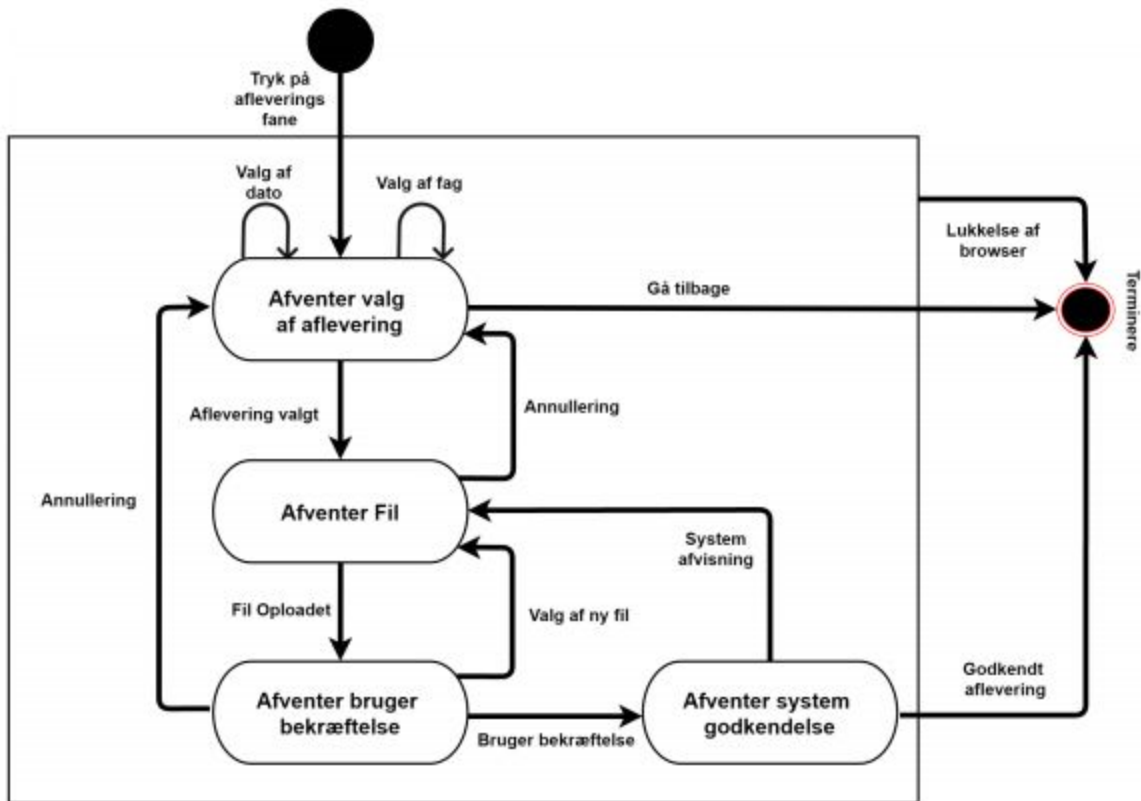 Tryk på
afleverings
fane
Valg af
dato
Valg af fag
Lukkelse af
browser
Terminere
Afventer valg
af aflevering
Gå tilbage
Aflevering valgt
Annullering
Annullering
Afventer Fil
System
afvisning
Fil Oploadet
Valg af ny fil
Afventer bruger
bekræftelse
Bruger bekræftelse
Afventer system
godkendelse
Godkendt
aflevering